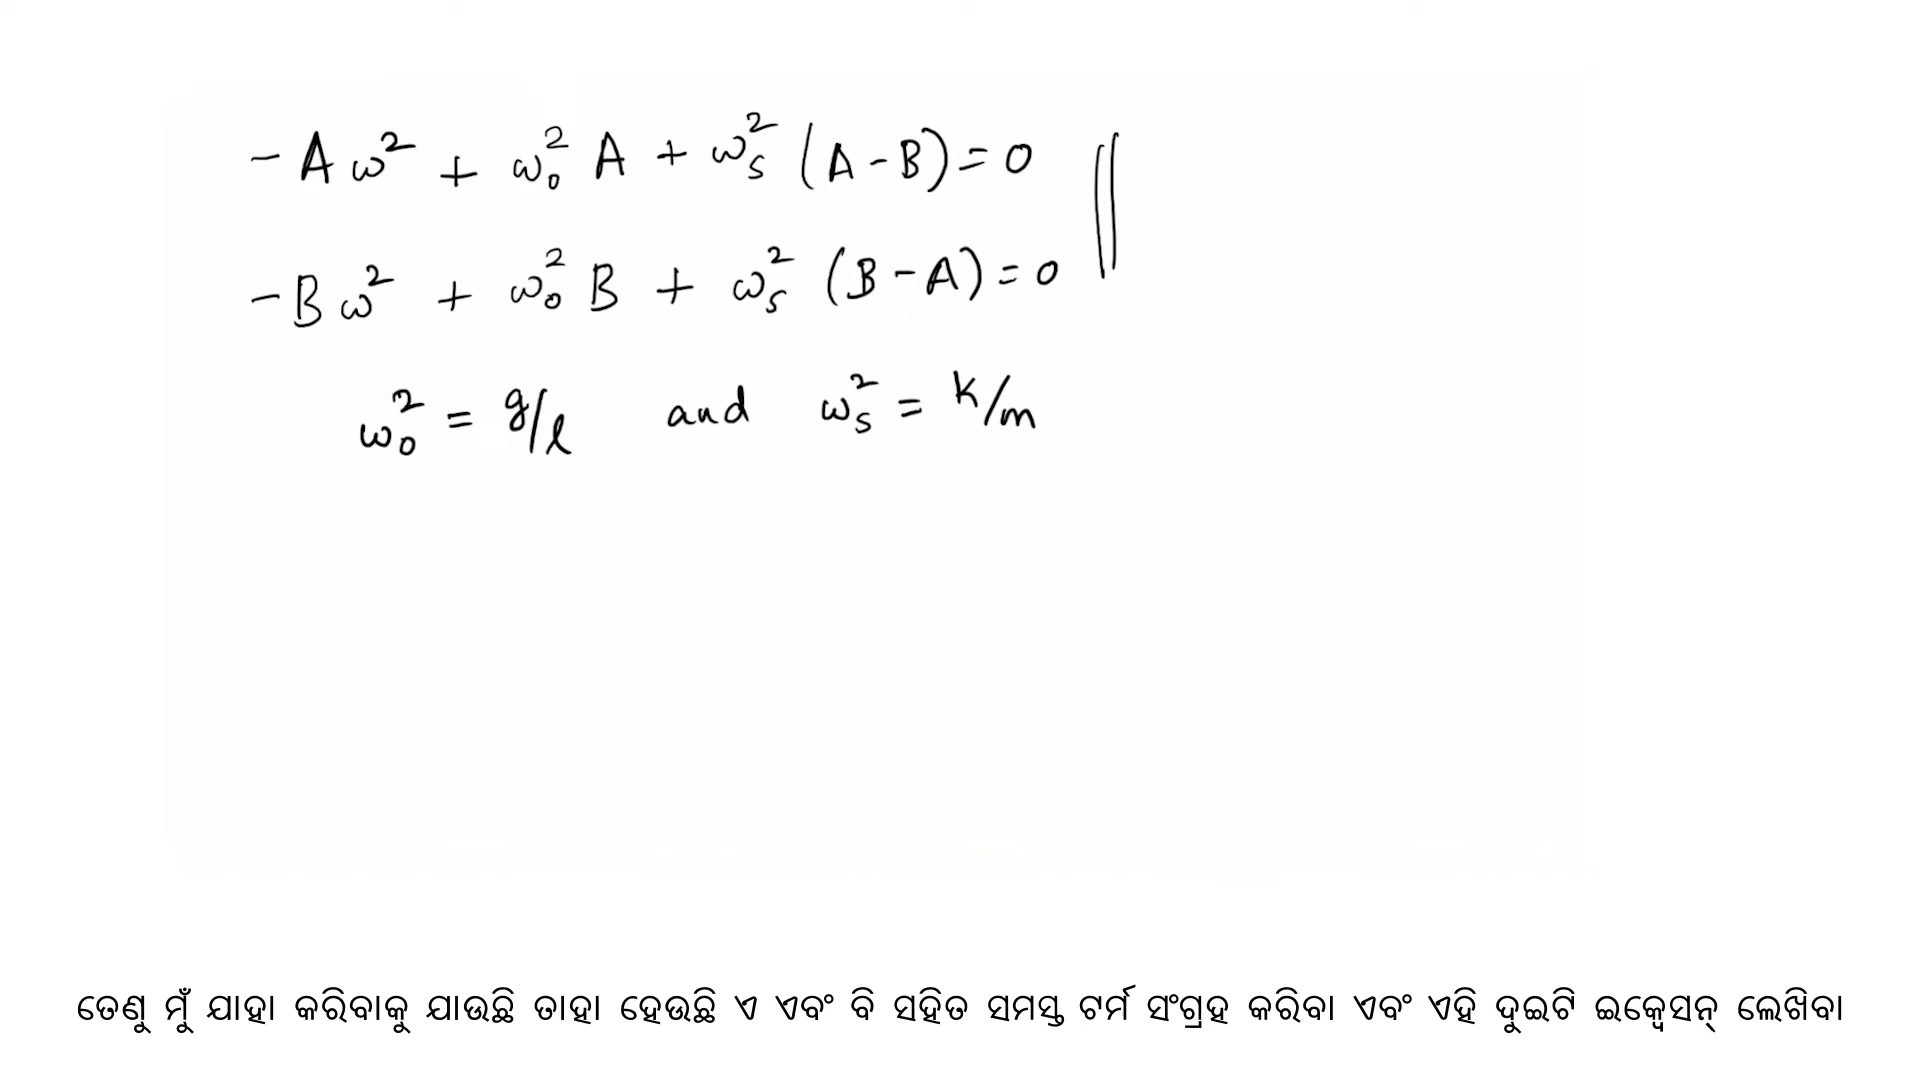 -Aω² + ω₀² A + ωₛ² (A-B) = 0
-Bω² + ω₀² B + ωₛ² (B-A) = 0
ω₀² = g/l and ωₛ² = k/m
ତେଣୁ ମୁଁ ଯାହା କରିବାକୁ ଯାଉଛି ତାହା ହେଉଛି ଏ ଏବଂ ବି ସହିତ ସମସ୍ତ ଟର୍ମ ସଂଗ୍ରହ କରିବା ଏବଂ ଏହି ଦୁଇଟି ଇକ୍ୱେସନ୍ ଲେଖିବା